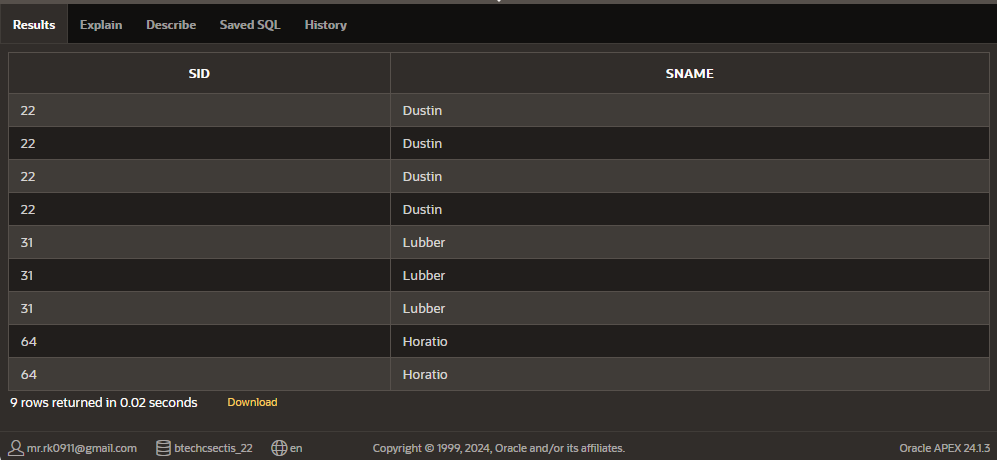 Results Explain Describe Saved SQL History
SID SNAME
22 Dustin
22 Dustin
22 Dustin
22 Dustin
31 Lubber
31 Lubber
31 Lubber
64 Horatio
64 Horatio
9 rows returned in 0.02 seconds Download
mr.rk0911@gmail.com btechcsectis_22 en Copyright © 1999, 2024, Oracle and/or its affiliates. Oracle APEX 24.1.3